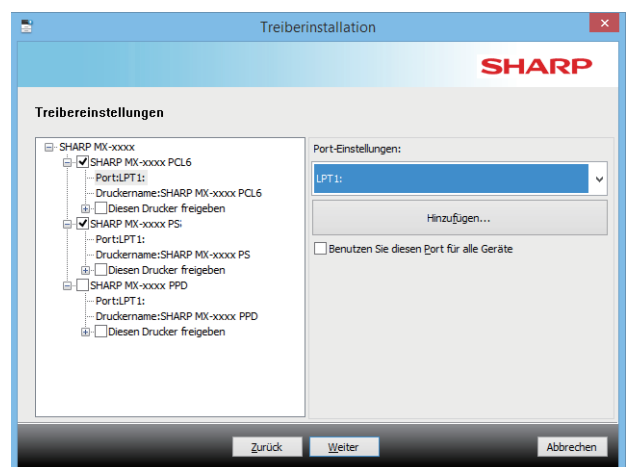 Treiberinstallation
SHARP
Treibereinstellungen
SHARP MX-xxxx
SHARP MX-xxxx PCL6
Port:LPT1:
Druckername:SHARP MX-xxxx PCL6
Diesen Drucker freigeben
SHARP MX-xxxx PS;
Port:LPT1:
Druckername:SHARP MX-xxxx PS
Diesen Drucker freigeben
SHARP MX-xxxx PPD
Port:LPT1:
Druckername:SHARP MX-xxxx PPD
Diesen Drucker freigeben
Port-Einstellungen:
LPT1:
Hinzufügen...
Benutzen Sie diesen Port für alle Geräte
Zurück
Weiter
Abbrechen